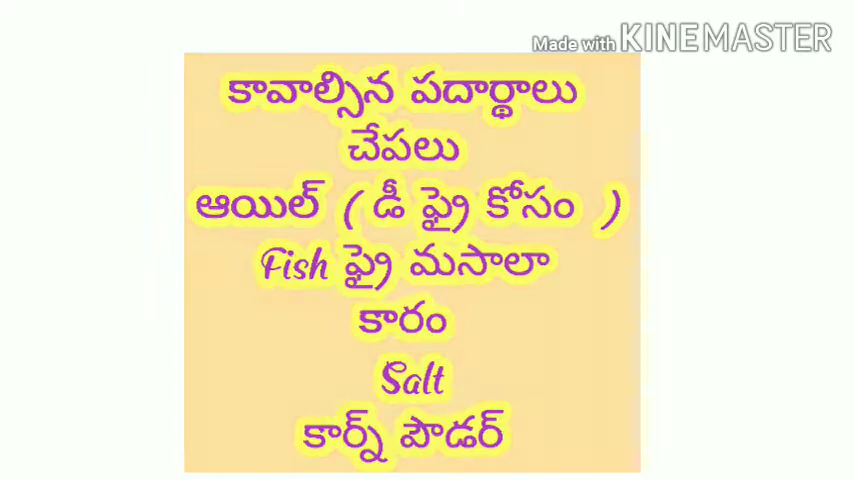 Made with KINEMASTER
కావాల్సిన పదార్థాలు
చేపలు
ఆయిల్ ( డీ ఫ్రై కోసం )
Fish ఫ్రై మసాలా
కారం
Salt
కార్న్ పౌడర్